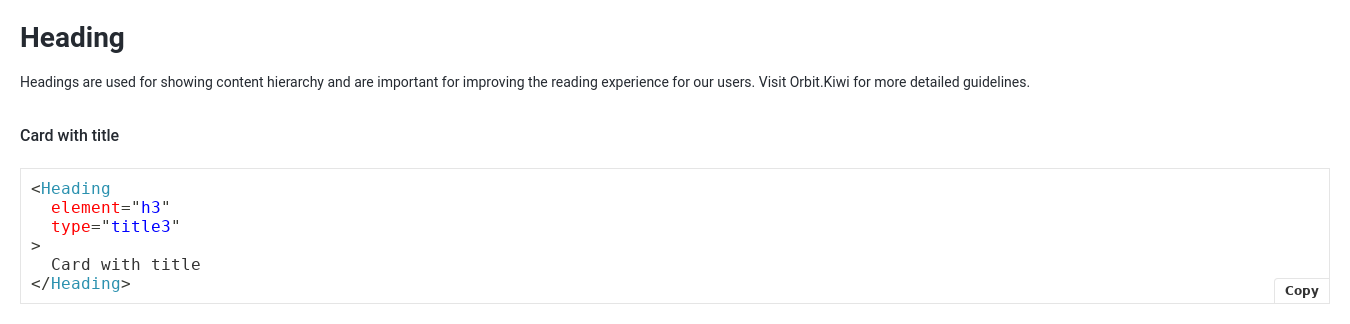 Heading
Headings are used for showing content hierarchy and are important for improving the reading experience for our users. Visit Orbit.Kiwi for more detailed guidelines.
Card with title
<Heading
  element="h3"
  type="title3"
>
  Card with title
</Heading>
Copy